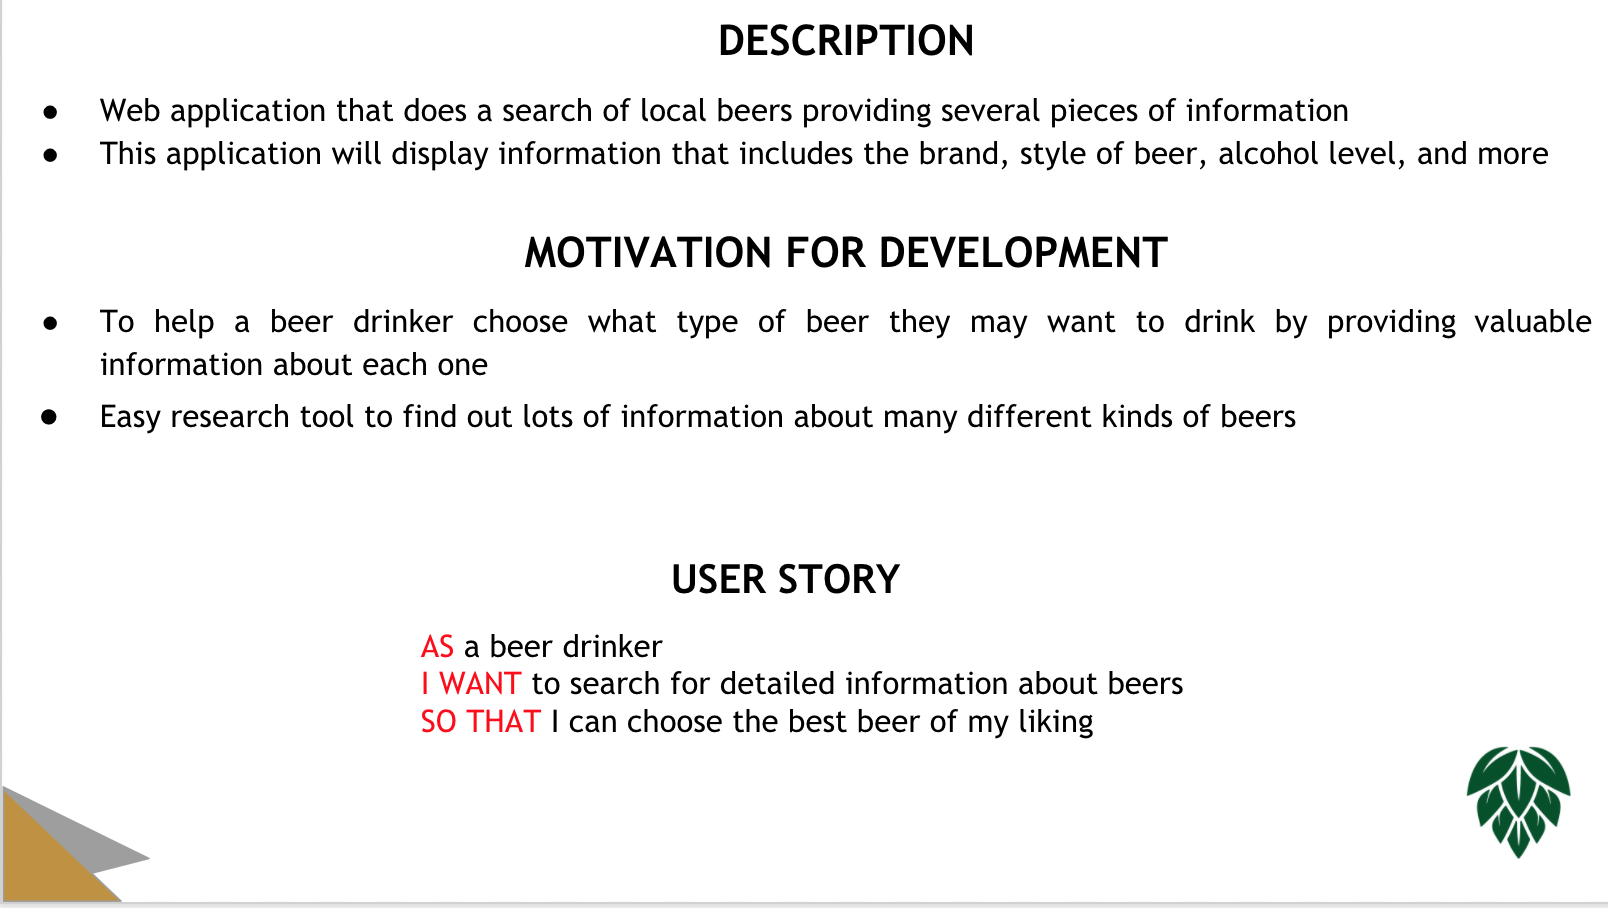 DESCRIPTION
● Web application that does a search of local beers providing several pieces of information
● This application will display information that includes the brand, style of beer, alcohol level, and more
MOTIVATION FOR DEVELOPMENT
● To help a beer drinker choose what type of beer they may want to drink by providing valuable
information about each one
● Easy research tool to find out lots of information about many different kinds of beers
USER STORY
AS a beer drinker
I WANT to search for detailed information about beers
SO THAT I can choose the best beer of my liking